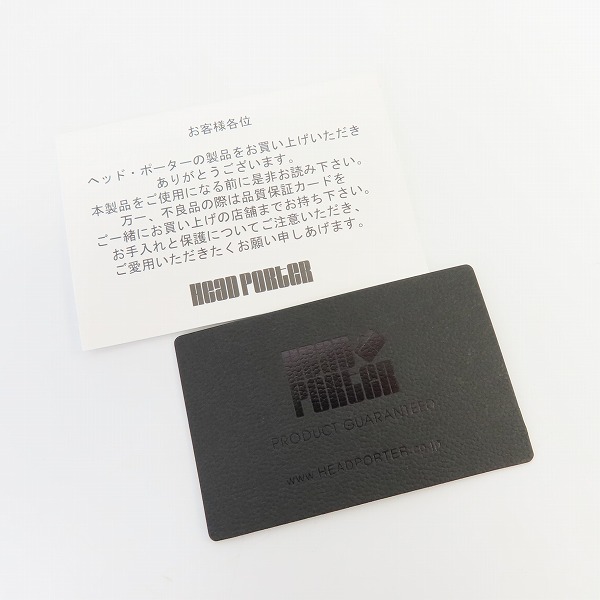 お客様各位
ヘッド・ポーターの製品をお買い上げいただき
ありがとうございます。
本製品をご使用になる前に是非お読み下さい。
万一、不良品の際は品質保証カードを
ご一緒にお買い上げの店舗までお持ち下さい。
お手入れと保護についてご注意いただき、
ご愛用いただきたくお願い申しあげます。
HEAD PORTER
HEAD
PORTER
PRODUCT GUARANTEED
www.HEADPORTER.co.jp